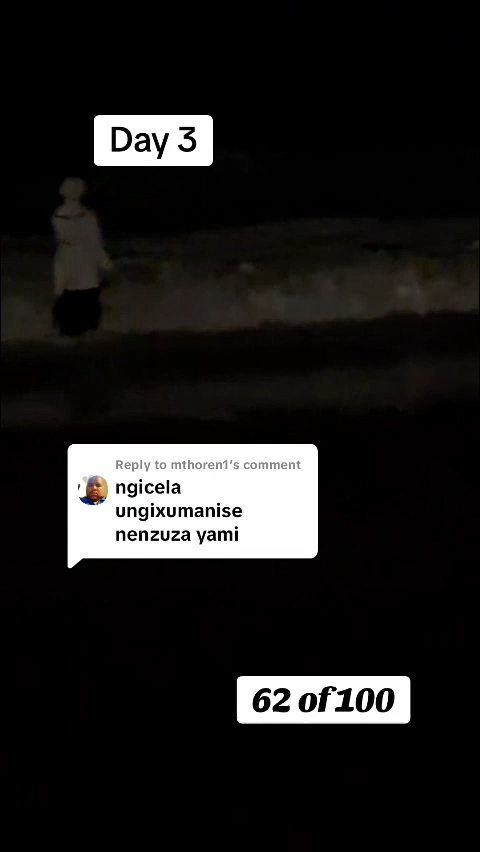 Day 3
Reply to mthoren1's comment
ngicela
ungixumanise
nenzuza yami
62 of 100